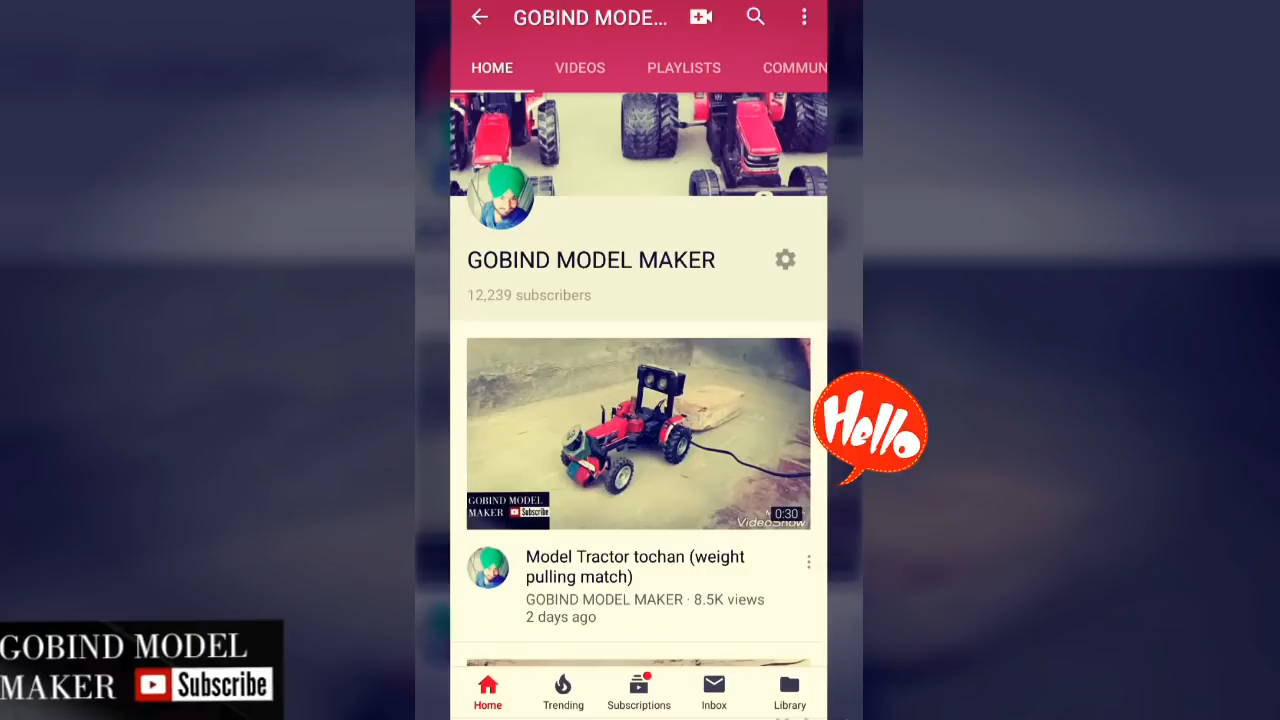 GOBIND MODE...
HOME VIDEOS PLAYLISTS COMMUN
GOBIND MODEL MAKER
12,239 subscribers
Hello
GOBIND MODEL
MAKER Subscribe
0:30
VideoShow
Model Tractor tochan (weight
pulling match)
GOBIND MODEL MAKER · 8.5K views
2 days ago
GOBIND MODEL
MAKER Subscribe
Home Trending Subscriptions Inbox Library